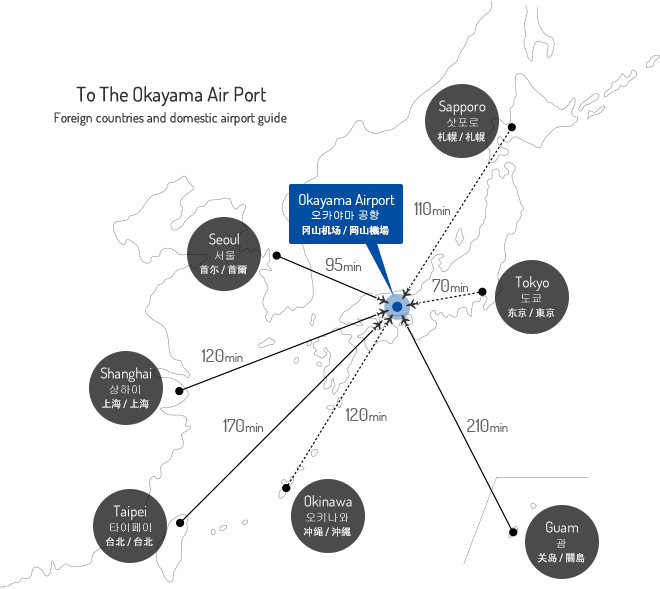 To The Okayama Air Port
Foreign countries and domestic airport guide
Sapporo
삿포로
札幌 / 札幌
110min
Okayama Airport
오카야마 공항
冈山机场 / 岡山機場
Seoul
서울
首尔 / 首爾
95min
70min
Tokyo
도쿄
东京 / 東京
120min
Shanghai
상하이
上海 / 上海
170min
120min
210min
Taipei
타이페이
台北 / 台北
Okinawa
오키나와
冲绳 / 沖繩
Guam
괌
关岛 / 關島